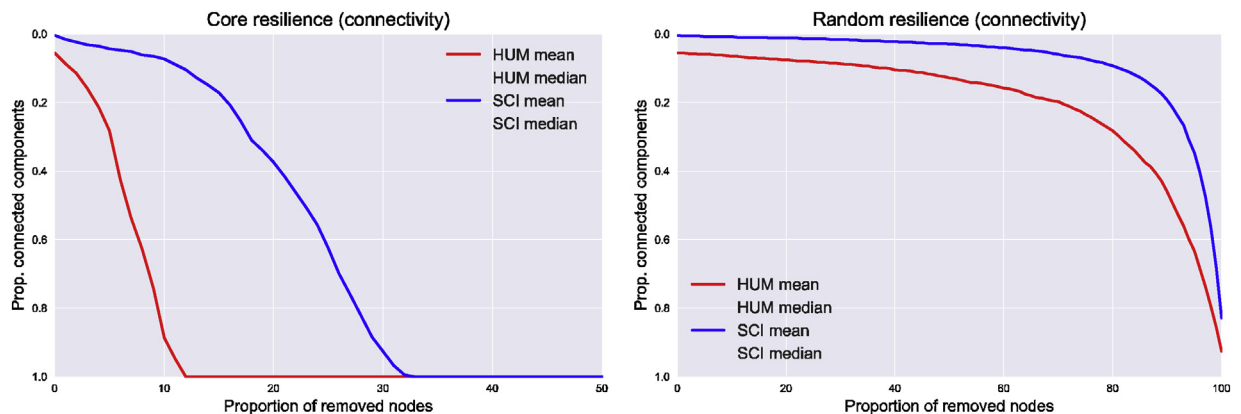 Core resilience (connectivity)
Prop. connected components
0.0
0.2
0.4
0.6
0.8
1.0
HUM mean
HUM median
SCI mean
SCI median
0
10
20
30
40
50
Proportion of removed nodes
Random resilience (connectivity)
Prop. connected components
0.0
0.2
0.4
0.6
0.8
1.0
HUM mean
HUM median
SCI mean
SCI median
0
20
40
60
80
100
Proportion of removed nodes